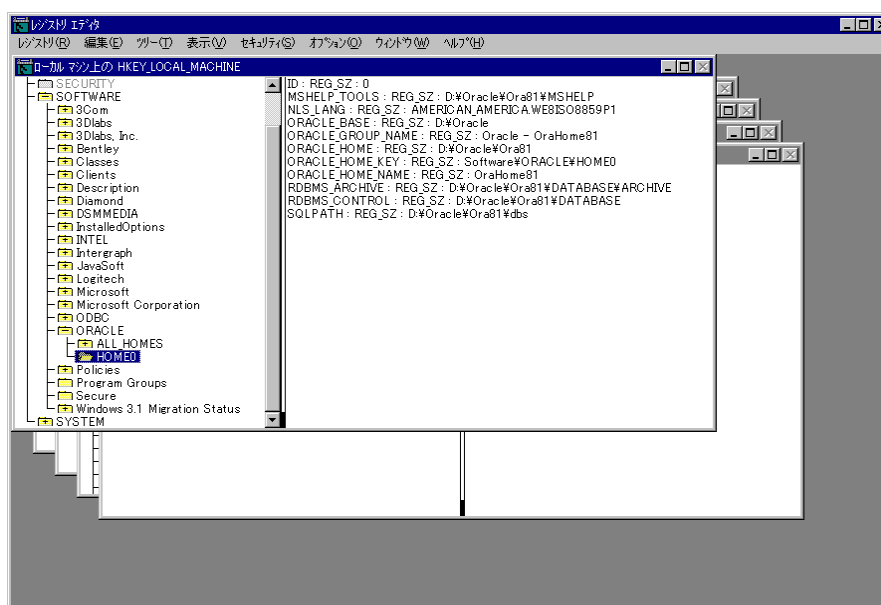 レジストリ エディタ
レジストリ(R) 編集(E) ツリー(T) 表示(V) セキュリティ(S) オプション(O) ウィンドウ(W) ヘルプ(H)
ローカル マシン上の HKEY_LOCAL_MACHINE
SECURITY
SOFTWARE
3Com
3Dlabs
3Dlabs, Inc.
Bentley
Classes
Clients
Description
Diamond
DSMMEDIA
InstalledOptions
INTEL
Intergraph
JavaSoft
Logitech
Microsoft
Microsoft Corporation
ODBC
ORACLE
ALL_HOMES
HOME0
Policies
Program Groups
Secure
Windows 3.1 Migration Status
SYSTEM
ID : REG_SZ : 0
MSHELP_TOOLS : REG_SZ : D:¥Oracle¥Ora81¥MSHELP
NLS_LANG : REG_SZ : AMERICAN_AMERICA.WE8ISO8859P1
ORACLE_BASE : REG_SZ : D:¥Oracle
ORACLE_GROUP_NAME : REG_SZ : Oracle - OraHome81
ORACLE_HOME : REG_SZ : D:¥Oracle¥Ora81
ORACLE_HOME_KEY : REG_SZ : Software¥ORACLE¥HOME0
ORACLE_HOME_NAME : REG_SZ : OraHome81
RDBMS_ARCHIVE : REG_SZ : D:¥Oracle¥Ora81¥DATABASE¥ARCHIVE
RDBMS_CONTROL : REG_SZ : D:¥Oracle¥Ora81¥DATABASE
SQLPATH : REG_SZ : D:¥Oracle¥Ora81¥dbs